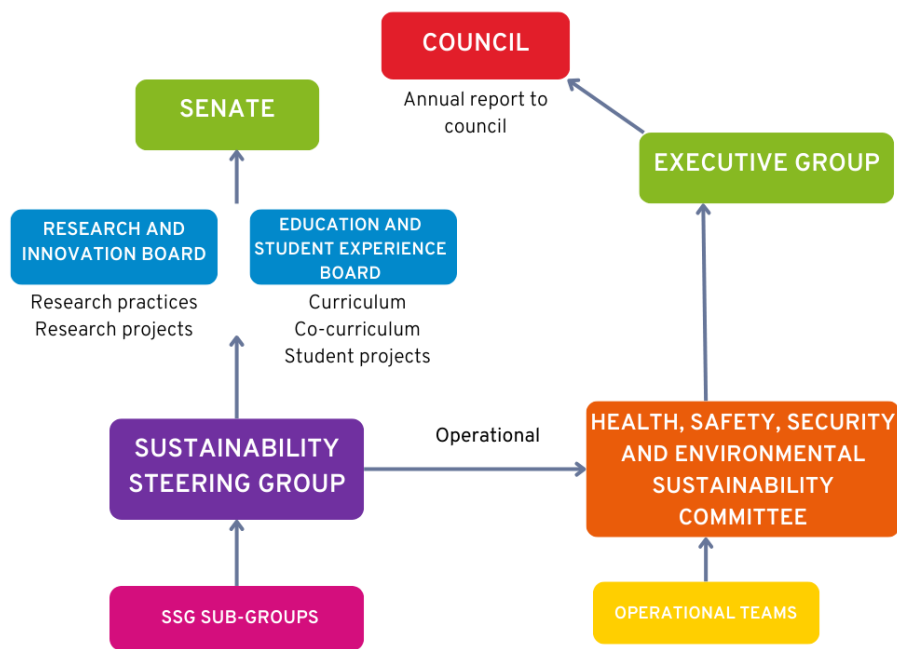 COUNCIL
Annual report to
council
SENATE
EXECUTIVE GROUP
RESEARCH AND
INNOVATION BOARD
EDUCATION AND
STUDENT EXPERIENCE
BOARD
Research practices
Research projects
Curriculum
Co-curriculum
Student projects
SUSTAINABILITY
STEERING GROUP
Operational
HEALTH, SAFETY, SECURITY
AND ENVIRONMENTAL
SUSTAINABILITY
COMMITTEE
SSG SUB-GROUPS
OPERATIONAL TEAMS